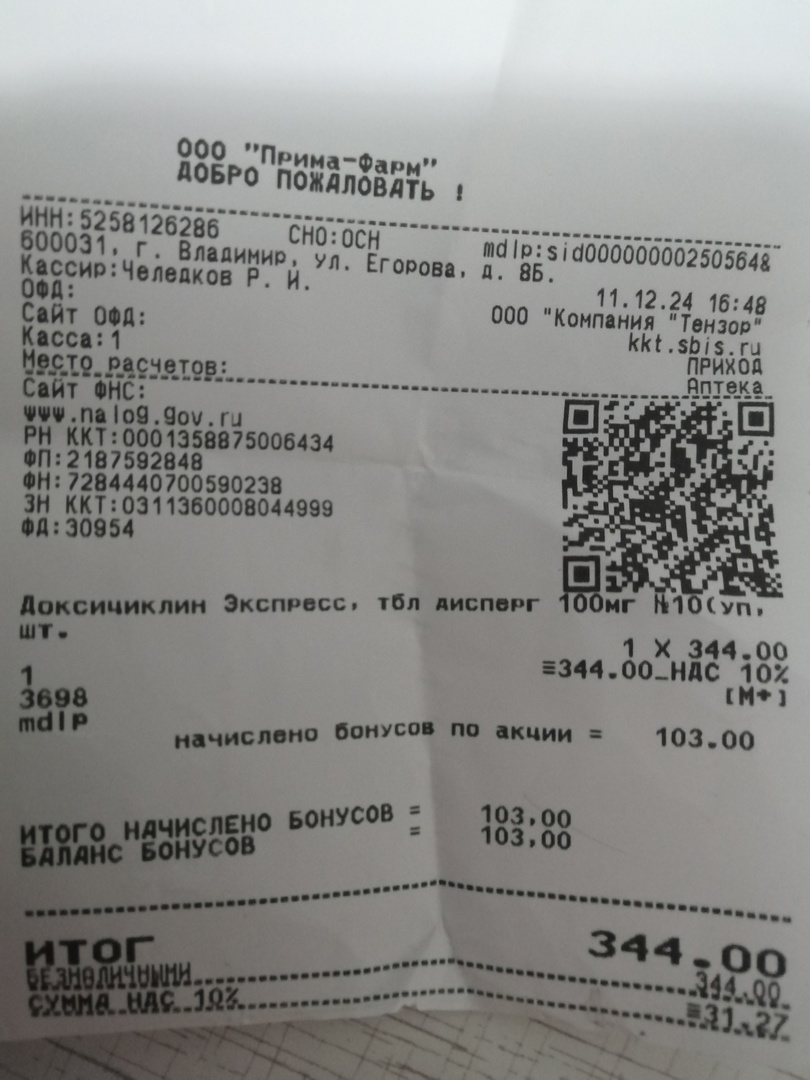 ООО "Прима-Фарм"
ДОБРО ПОЖАЛОВАТЬ !
ИНН:5258126286 СНО:ОСН mdlp:sid0000000025056​4&
600031, г. Владимир, ул. Егорова, д. 8Б.
Кассир:Челедков Р. И. 11.12.24 16:48
ОФД: ООО "Компания "Тензор"
Сайт ОФД: kkt.sbis.ru
Касса:1 ПРИХОД
Место расчетов: Аптека
Сайт ФНС:
www.nalog.gov.ru
РН ККТ:0001358875006434
ФП:2187592848
ФН:7284440700590238
ЗН ККТ:03113600080​44999
ФД:30954
Доксициклин Экспресс, тбл дисперг 100мг №10(уп,
шт.
1 X 344.00
1 ≡344.00_НДС 10%
3698 [M+]
mdlp
начислено бонусов по акции = 103.00
ИТОГО НАЧИСЛЕНО БОНУСОВ = 103,00
БАЛАНС БОНУСОВ = 103,00
ИТОГ 344.00
БЕЗНАЛИЧНЫМИ 344.00
СУММА НДС 10% ≡31.27